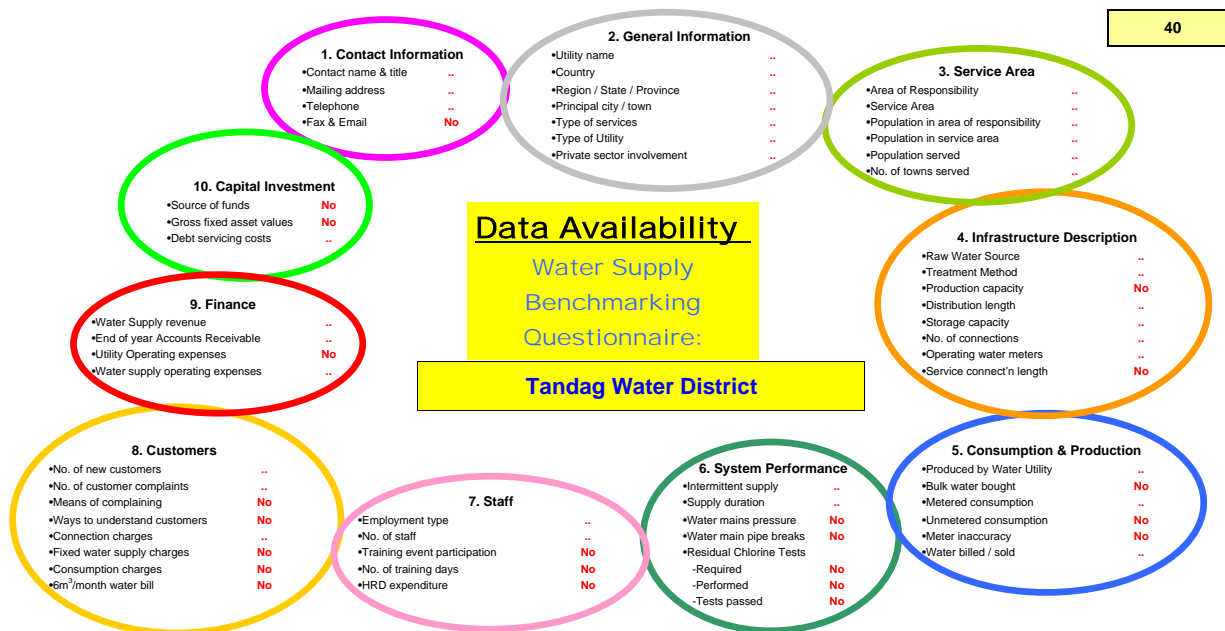 40
1. Contact Information
•Contact name & title ..
•Mailing address ..
•Telephone ..
•Fax & Email No
2. General Information
•Utility name ..
•Country ..
•Region / State / Province ..
•Principal city / town ..
•Type of services ..
•Type of Utility ..
•Private sector involvement ..
3. Service Area
•Area of Responsibility ..
•Service Area ..
•Population in area of responsibility ..
•Population in service area ..
•Population served ..
•No. of towns served ..
10. Capital Investment
•Source of funds No
•Gross fixed asset values No
•Debt servicing costs ..
Data Availability
Water Supply
Benchmarking
Questionnaire:
Tandag Water District
4. Infrastructure Description
•Raw Water Source ..
•Treatment Method ..
•Production capacity No
•Distribution length ..
•Storage capacity ..
•No. of connections ..
•Operating water meters ..
•Service connect'n length No
9. Finance
•Water Supply revenue ..
•End of year Accounts Receivable ..
•Utility Operating expenses No
•Water supply operating expenses ..
8. Customers
•No. of new customers ..
•No. of customer complaints ..
•Means of complaining No
•Ways to understand customers No
•Connection charges ..
•Fixed water supply charges No
•Consumption charges No
•6m³/month water bill No
7. Staff
•Employment type ..
•No. of staff ..
•Training event participation No
•No. of training days No
•HRD expenditure No
6. System Performance
•Intermittent supply ..
•Supply duration ..
•Water mains pressure No
•Water main pipe breaks No
•Residual Chlorine Tests
-Required No
-Performed No
-Tests passed No
5. Consumption & Production
•Produced by Water Utility ..
•Bulk water bought No
•Metered consumption ..
•Unmetered consumption No
•Meter inaccuracy No
•Water billed / sold ..